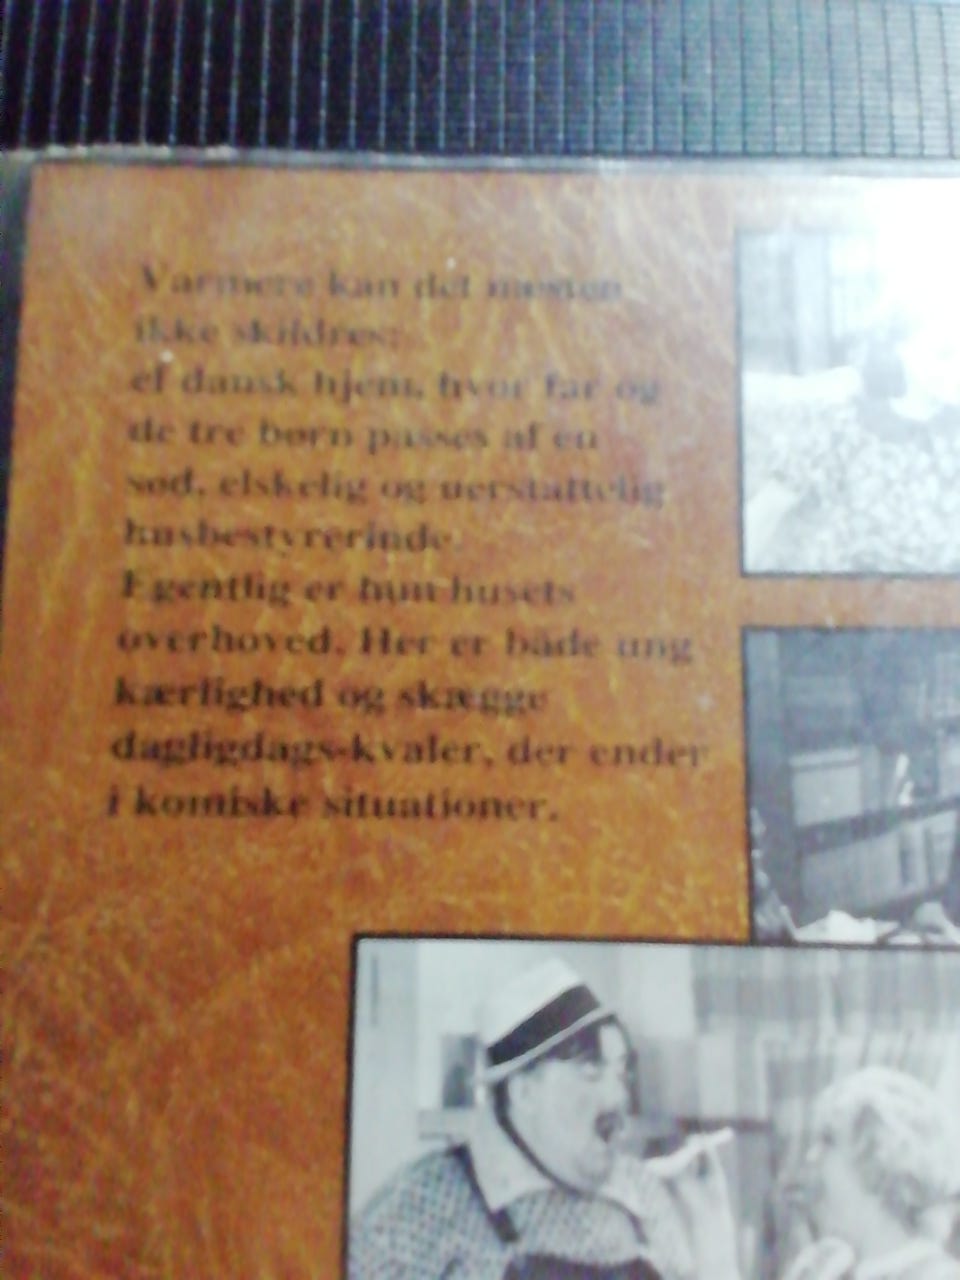 Varmere kan det næsten
ikke skildres:
et dansk hjem, hvor far og
de tre børn passes af en
sød, elskelig og uerstattelig
husbestyrerinde.
Egentlig er hun husets
overhoved. Her er både ung
kærlighed og skægge
dagligdags-kvaler, der ender
i komiske situationer.